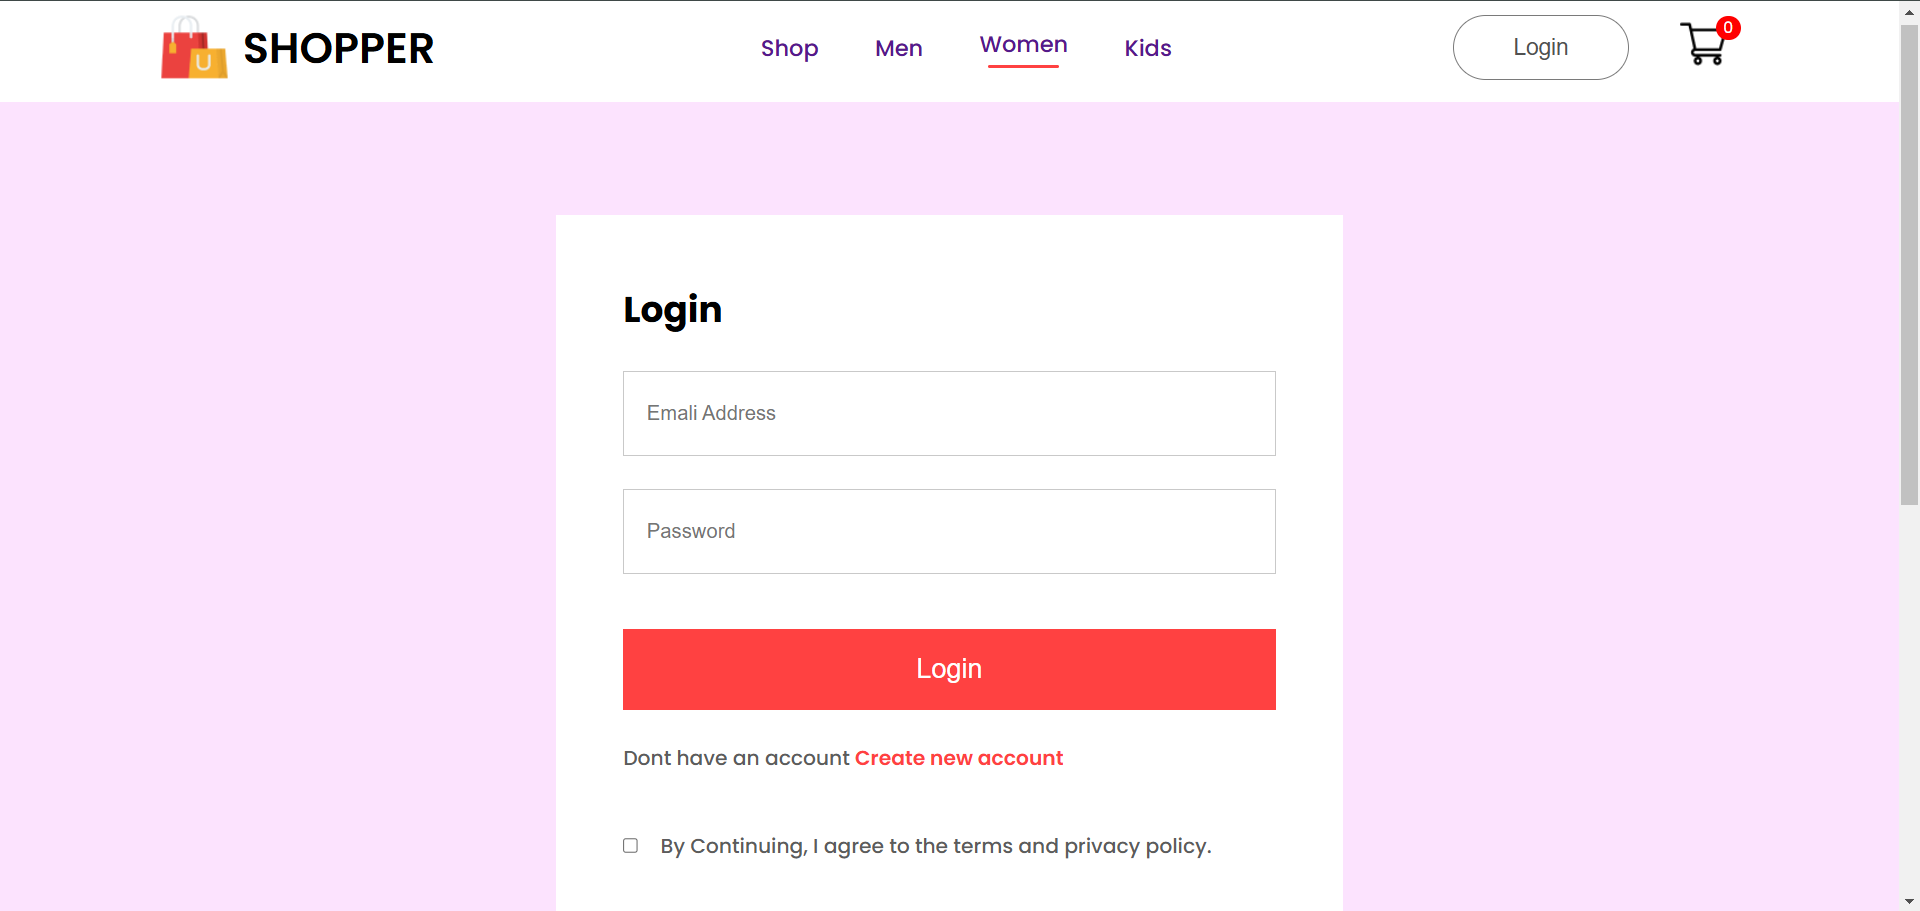 U SHOPPER Shop Men Women Kids Login 0
Login
Emali Address
Password
Login
Dont have an account Create new account
By Continuing, I agree to the terms and privacy policy.